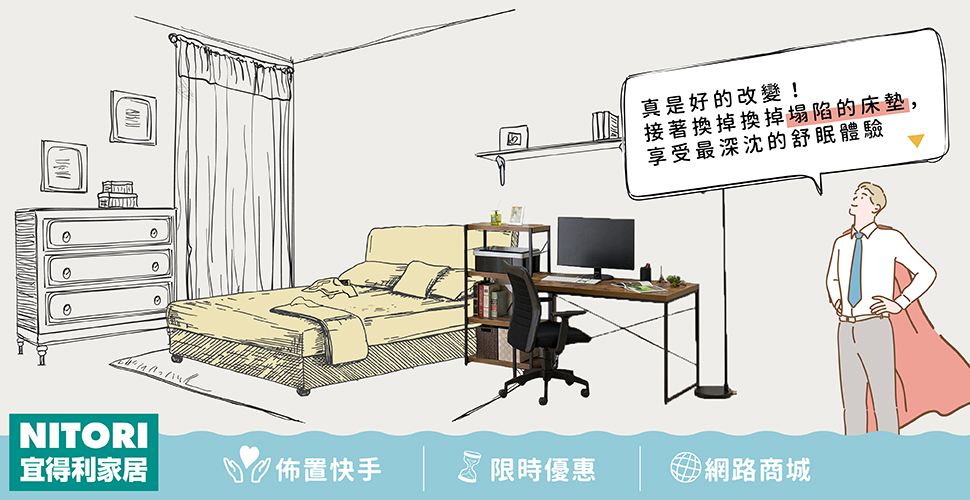 真是好的改變！
接著換掉換掉塌陷的床墊，
享受最深沈的舒眠體驗
NITORI
宜得利家居
佈置快手
限時優惠
網路商城